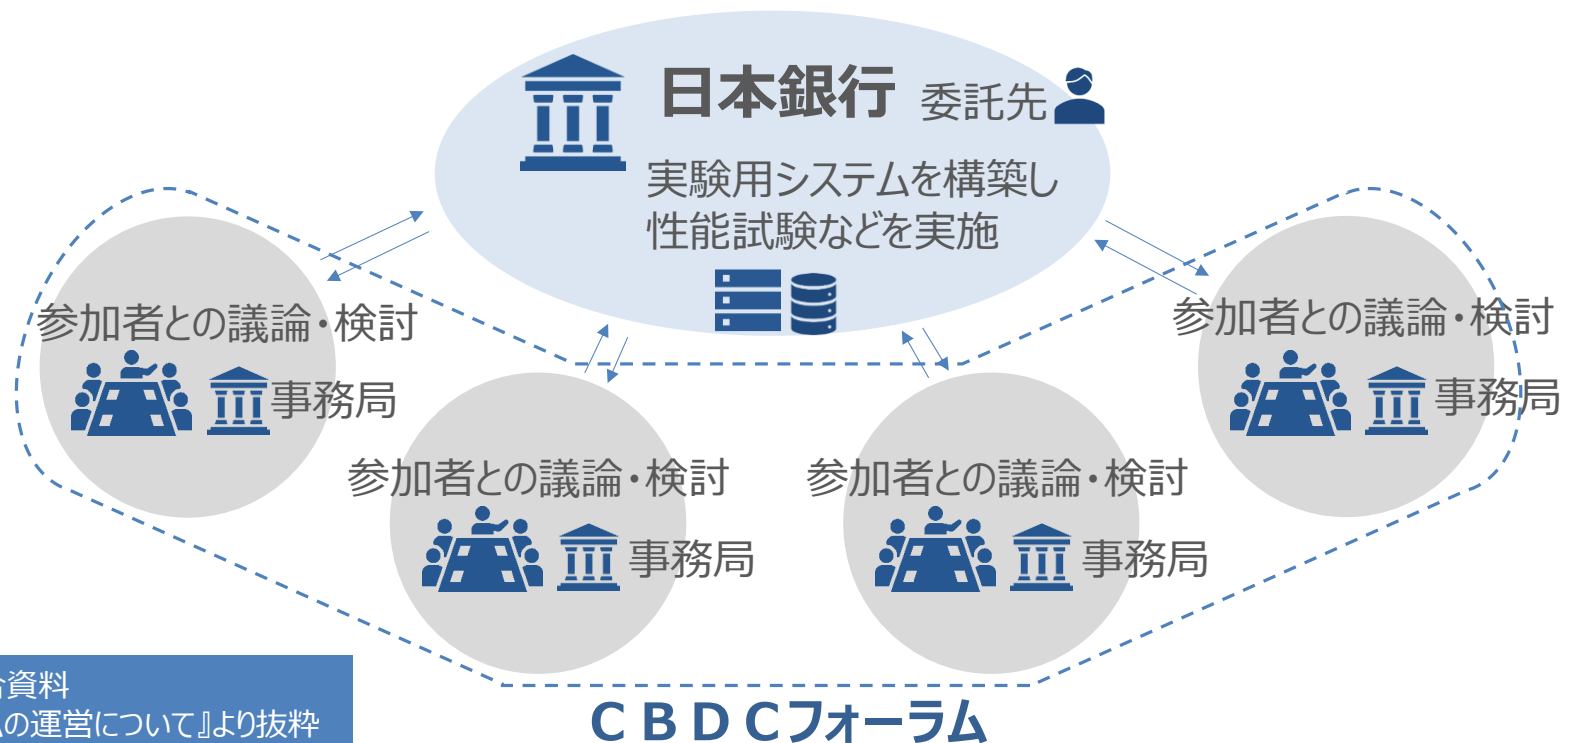 日本銀行 委託先
実験用システムを構築し
性能試験などを実施
参加者との議論・検討
事務局
参加者との議論・検討
事務局
参加者との議論・検討
事務局
参加者との議論・検討
事務局
資料
の運営について』より抜粋
ＣＢＤＣフォーラム